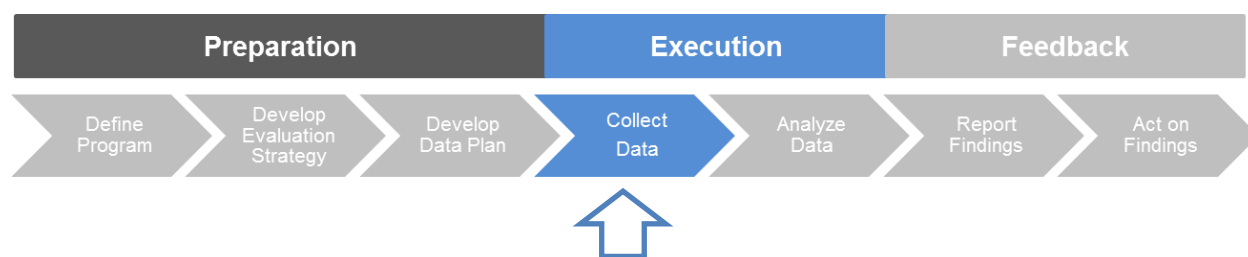 Preparation
Execution
Feedback
Define
Program
Develop
Evaluation
Strategy
Develop
Data Plan
Collect
Data
Analyze
Data
Report
Findings
Act on
Findings